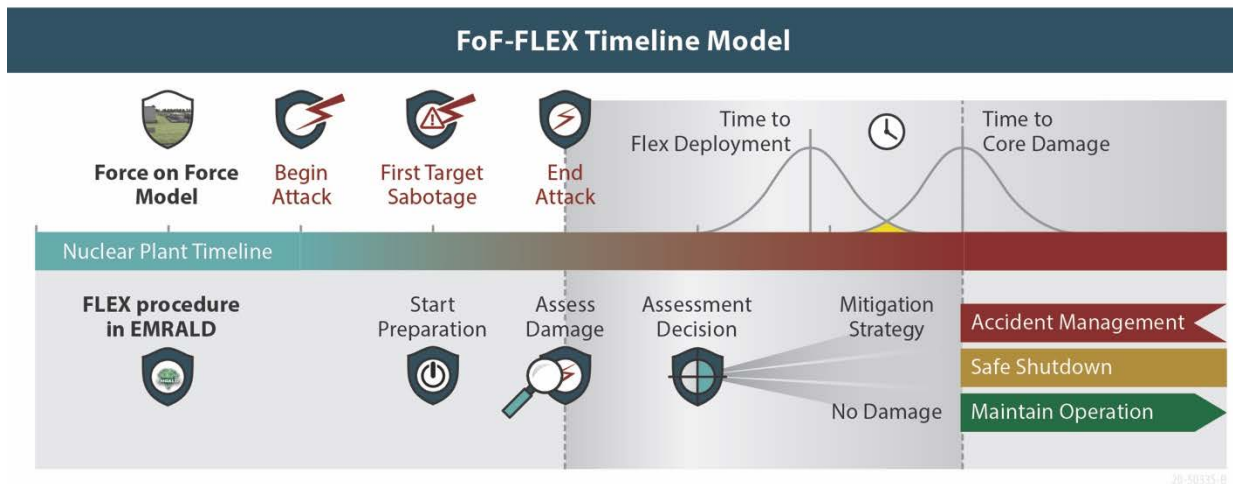 FoF-FLEX Timeline Model
Force on Force
Model
Begin
Attack
First Target
Sabotage
End
Attack
Time to
Flex Deployment
Time to
Core Damage
Nuclear Plant Timeline
FLEX procedure
in EMRALD
Start
Preparation
Assess
Damage
Assessment
Decision
Mitigation
Strategy
No Damage
Accident Management
Safe Shutdown
Maintain Operation